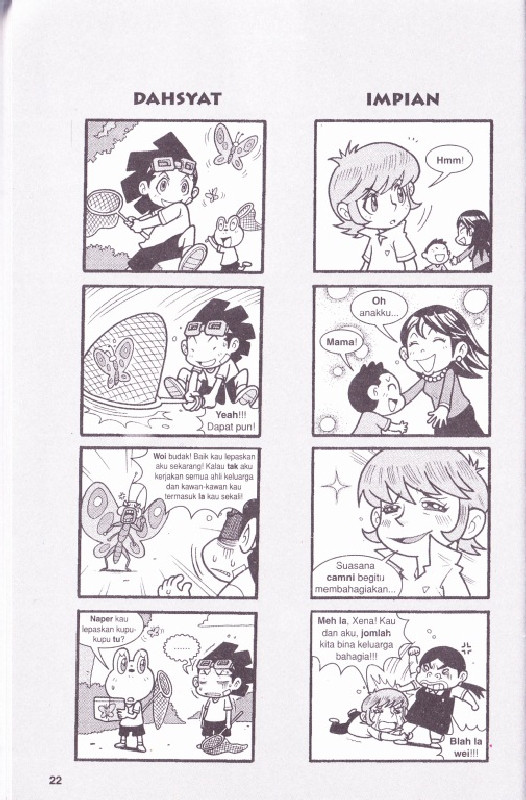 DAHSYAT
Yeah!!!
Dapat pun!
Woi budak! Baik kau lepaskan
aku sekarang! Kalau tak aku
kerjakan semua ahli keluarga
dan kawan-kawan kau
termasuk la kau sekali!
Naper kau
lepaskan kupu-
kupu tu?
......
IMPIAN
Hmm!
Oh
anakku...
Mama!
Suasana
camni begitu
membahagiakan...
Meh la, Xena! Kau
dan aku, jomlah
kita bina keluarga
bahagia!!!
Blah lla
wei!!!
22